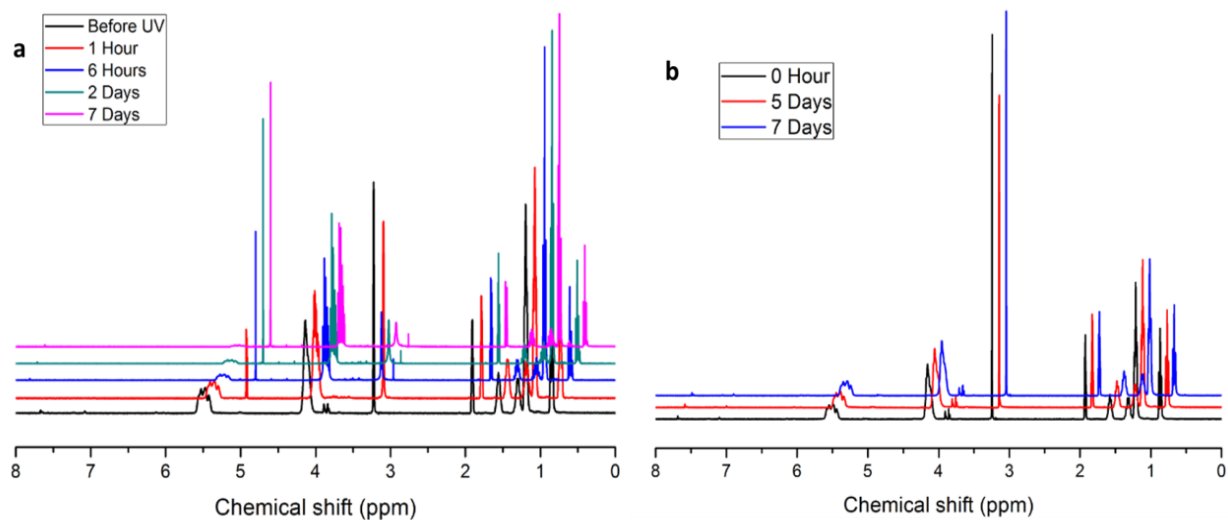 a
Before UV
1 Hour
6 Hours
2 Days
7 Days
8 7 6 5 4 3 2 1 0
Chemical shift (ppm)
b
0 Hour
5 Days
7 Days
8 7 6 5 4 3 2 1 0
Chemical shift (ppm)